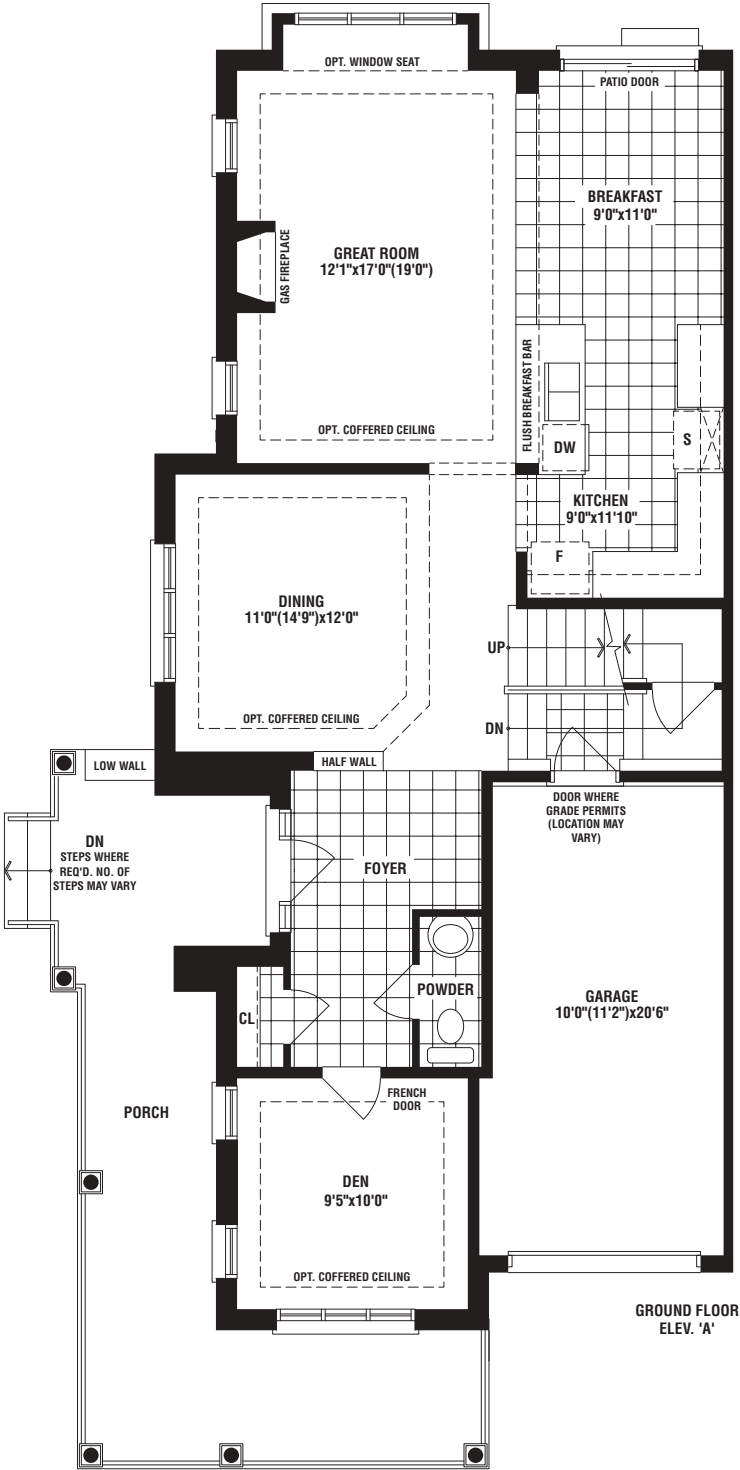 OPT. WINDOW SEAT
PATIO DOOR
BREAKFAST
9'0"x11'0"
GREAT ROOM
12'1"x17'0"(19'0")
GAS FIREPLACE
FLUSH BREAKFAST BAR
OPT. COFFERED CEILING
DW
S
KITCHEN
9'0"x11'10"
F
DINING
11'0"(14'9")x12'0"
OPT. COFFERED CEILING
UP
DN
HALF WALL
LOW WALL
DN
STEPS WHERE
REQ'D. NO. OF
STEPS MAY VARY
DOOR WHERE
GRADE PERMITS
(LOCATION MAY
VARY)
FOYER
POWDER
CL
GARAGE
10'0"(11'2")x20'6"
PORCH
FRENCH
DOOR
DEN
9'5"x10'0"
OPT. COFFERED CEILING
GROUND FLOOR
ELEV. 'A'